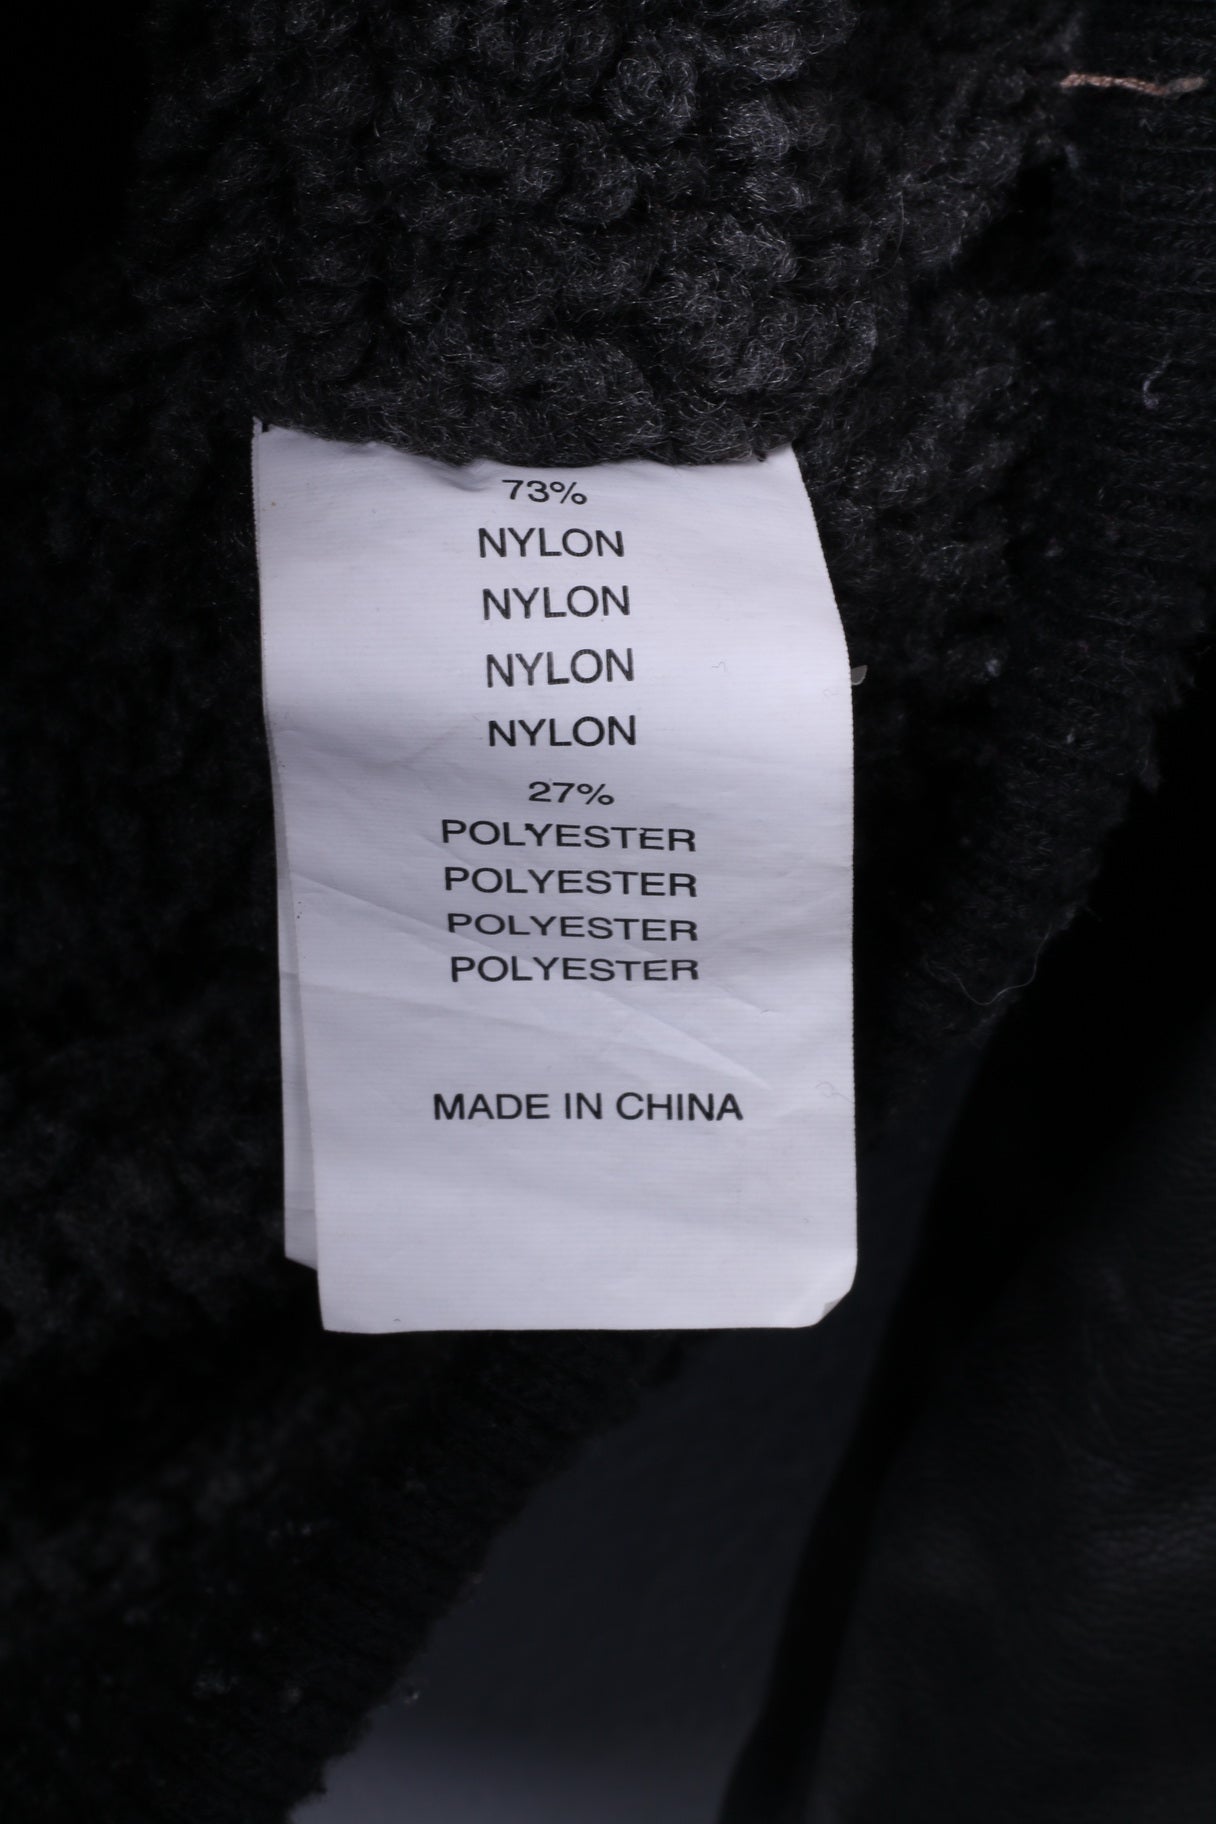 73%
NYLON
NYLON
NYLON
NYLON
27%
POLYESTER
POLYESTER
POLYESTER
POLYESTER
MADE IN CHINA